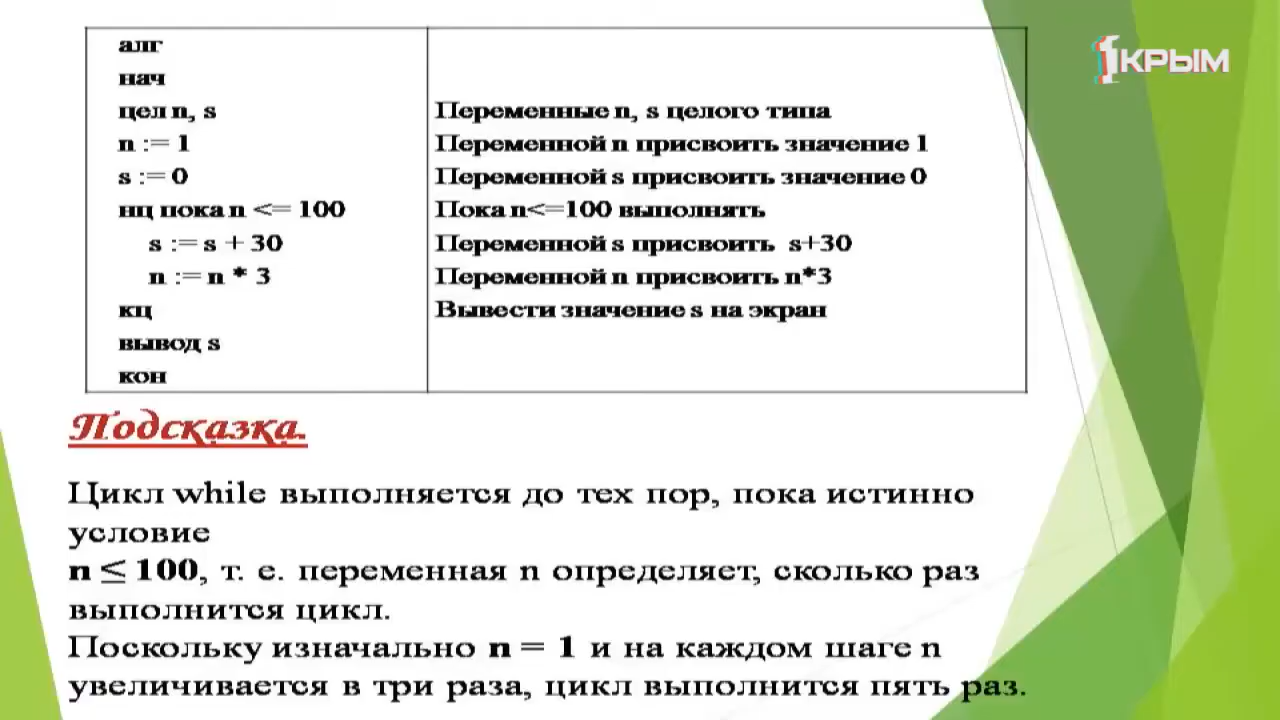 алг
нач
цел n, s
n := 1
s := 0
нц пока n <= 100
s := s + 30
n := n * 3
кц
вывод s
кон
Переменные n, s целого типа
Переменной n присвоить значение 1
Переменной s присвоить значение 0
Пока n<=100 выполнять
Переменной s присвоить s+30
Переменной n присвоить n*3
Вывести значение s на экран
1КРЫМ
Подсказка.
Цикл while выполняется до тех пор, пока истинно
условие
n ≤ 100, т. е. переменная n определяет, сколько раз
выполнится цикл.
Поскольку изначально n = 1 и на каждом шаге n
увеличивается в три раза, цикл выполнится пять раз.